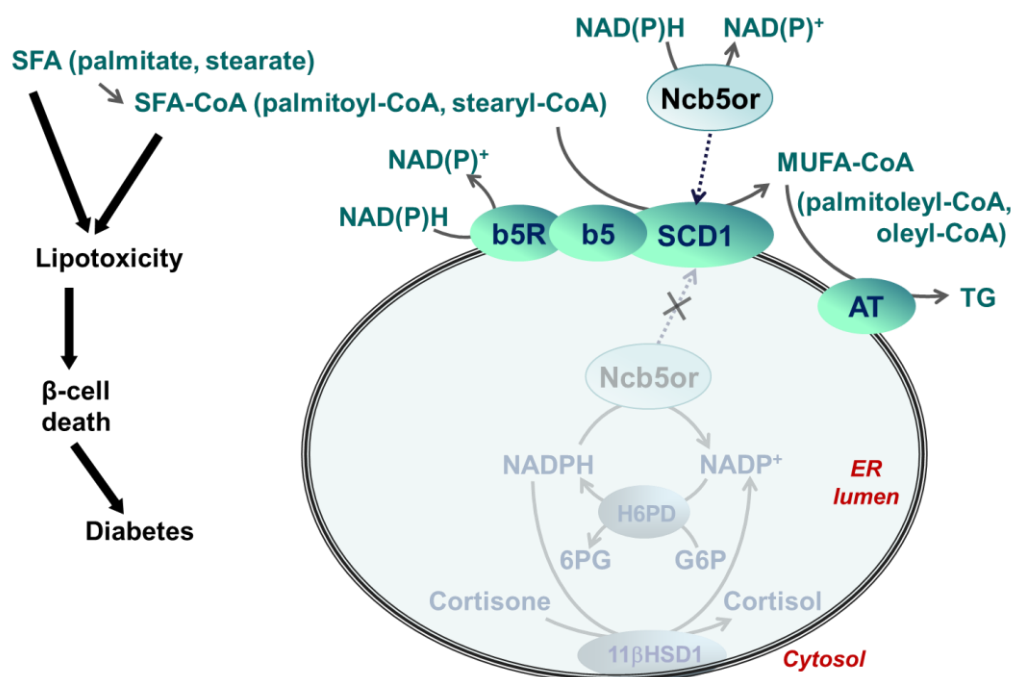 NAD(P)H NAD(P)⁺
SFA (palmitate, stearate)
Ncb5or
SFA-CoA (palmitoyl-CoA, stearyl-CoA)
NAD(P)⁺
MUFA-CoA
(palmitoleyl-CoA,
oleyl-CoA)
NAD(P)H
b5R b5 SCD1
Lipotoxicity
AT TG
Ncb5or
β-cell
death
NADPH NADP⁺
ER
lumen
H6PD
Diabetes
6PG G6P
Cortisone Cortisol
11βHSD1
Cytosol